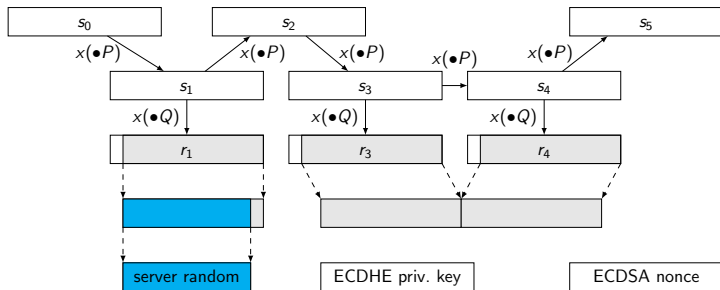 s₀ s₂ s₅
x(•P) x(•P) x(•P) x(•P) x(•P)
s₁ s₃ s₄
x(•Q) x(•Q) x(•Q)
r₁ r₃ r₄
server random ECDHE priv. key ECDSA nonce